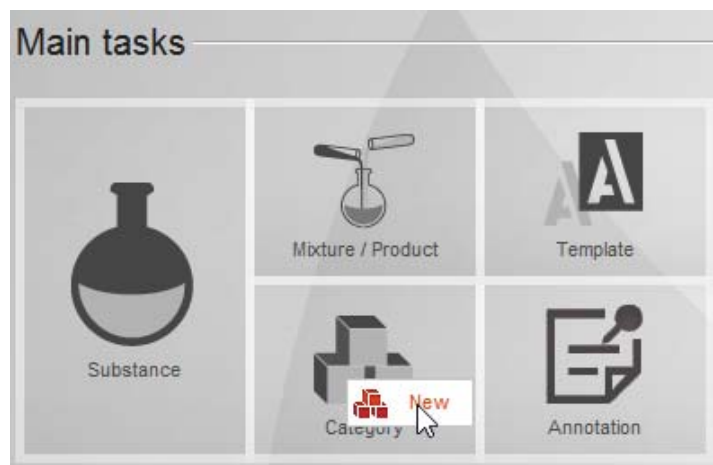 Main tasks
Mixture / Product
Template
Substance
New
Category
Annotation